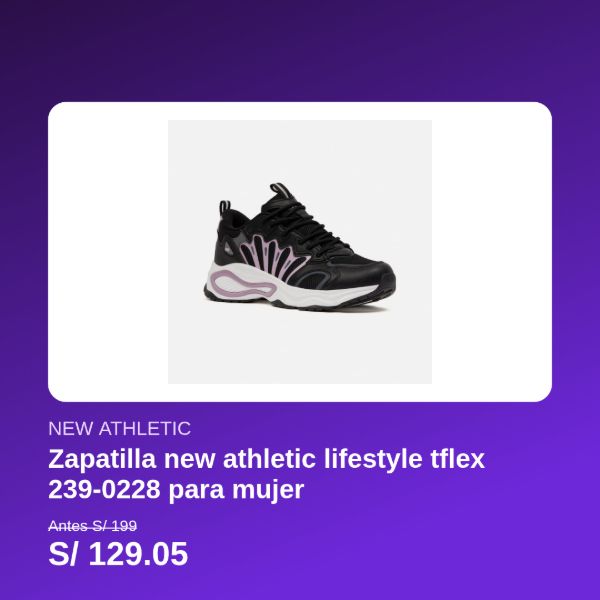 NEW ATHLETIC
Zapatilla new athletic lifestyle tflex
239-0228 para mujer
Antes S/ 199
S/ 129.05